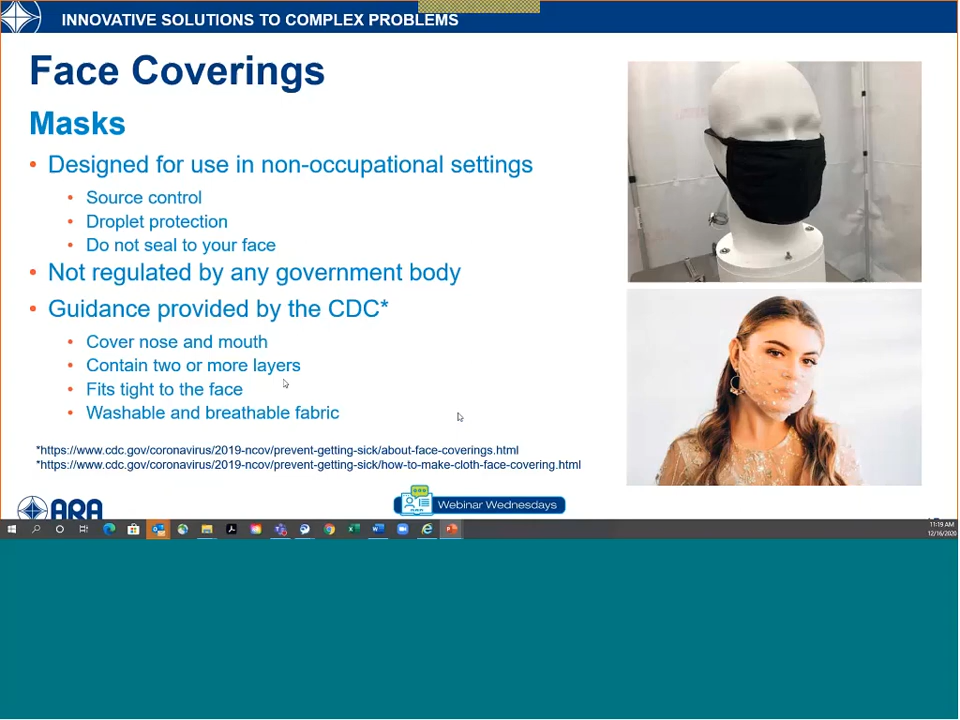 INNOVATIVE SOLUTIONS TO COMPLEX PROBLEMS
Face Coverings
Masks
• Designed for use in non-occupational settings
• Source control
• Droplet protection
• Do not seal to your face
• Not regulated by any government body
• Guidance provided by the CDC*
• Cover nose and mouth
• Contain two or more layers
• Fits tight to the face
• Washable and breathable fabric
*https://www.cdc.gov/coronavirus/2019-ncov/prevent-getting-sick/about-face-coverings.html
*https://www.cdc.gov/coronavirus/2019-ncov/prevent-getting-sick/how-to-make-cloth-face-covering.html
ARA
Webinar Wednesdays
11:19 AM
12/16/2020